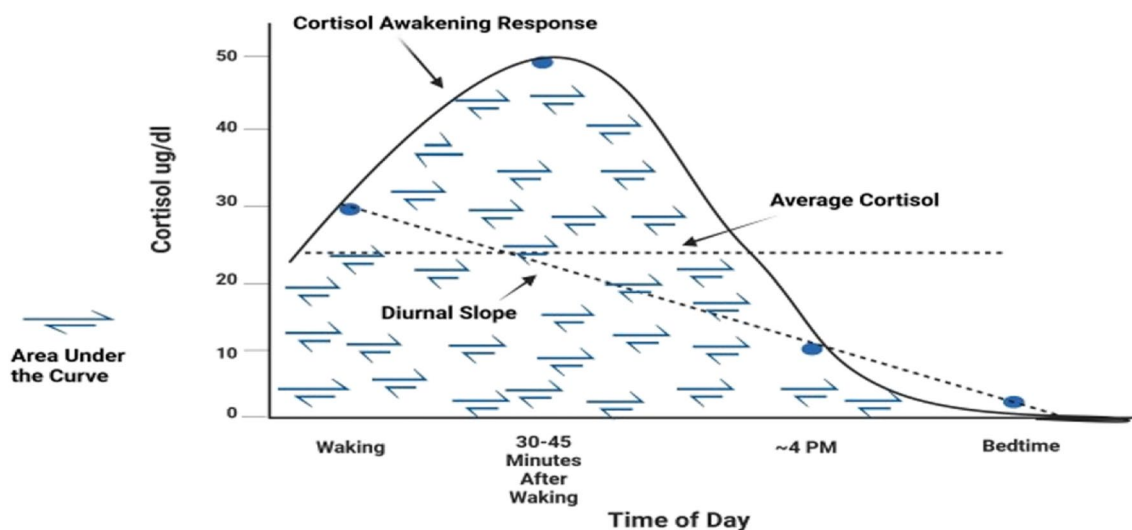 Cortisol Awakening Response
50
40
30
20
10
0
Cortisol ug/dl
Average Cortisol
Diurnal Slope
Area Under
the Curve
Waking
30-45
Minutes
After
Waking
~4 PM
Bedtime
Time of Day